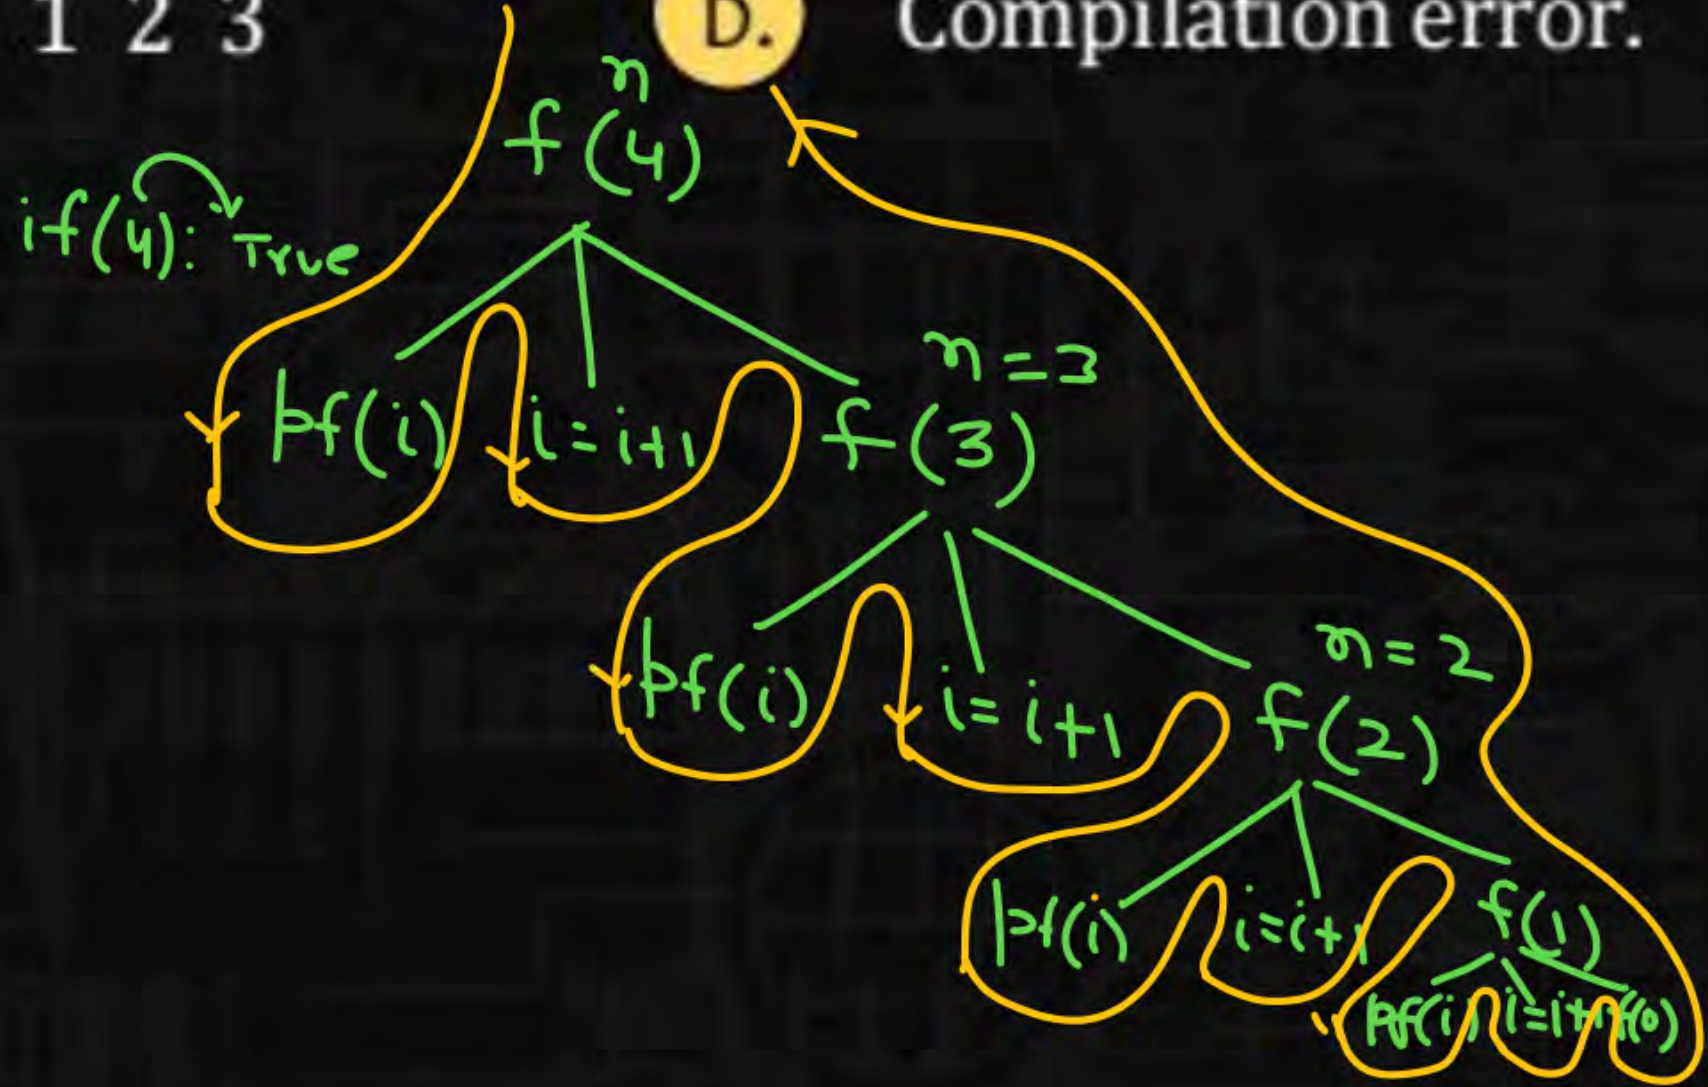 1 2 3
D. Compilation error.
n
f(4)
if(4): True
n=3
pf(i) i=i+1 f(3)
n=2
pf(i) i=i+1 f(2)
pf(i) i=i+1 f(1)
pf(i) i=i+1 f(0)